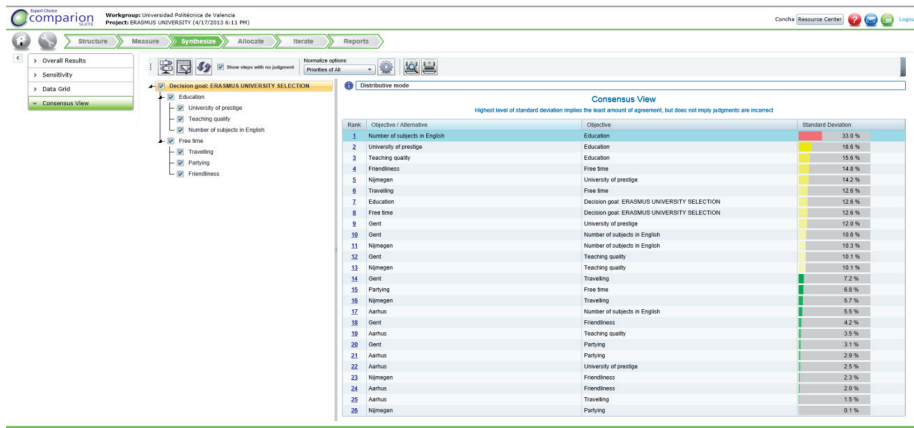 Expert Choice
comparion SUITE
Workgroup: Universidad Politécnica de Valencia
Project: ERASMUS UNIVERSITY (4/17/2013 6:11 PM)
Concha Resource Center
Structure Measure Synthesize Allocate Iterate Reports
Overall Results
Sensitivity
Data Grid
Consensus View
Show steps with no judgment
Normalize options:
Priorities of All
Decision goal: ERASMUS UNIVERSITY SELECTION
Education
University of prestige
Teaching quality
Number of subjects in English
Free time
Travelling
Partying
Friendliness
Distributive mode
Consensus View
Highest level of standard deviation implies the least amount of agreement, but does not imply judgments are incorrect
Rank Objective / Alternative Objective Standard Deviation
1 Number of subjects in English Education 33.0 %
2 University of prestige Education 18.6 %
3 Teaching quality Education 15.6 %
4 Friendliness Free time 14.8 %
5 Nijmegen University of prestige 14.2 %
6 Travelling Free time 12.6 %
7 Education Decision goal: ERASMUS UNIVERSITY SELECTION 12.6 %
8 Free time Decision goal: ERASMUS UNIVERSITY SELECTION 12.6 %
9 Gent University of prestige 12.0 %
10 Gent Number of subjects in English 10.6 %
11 Nijmegen Number of subjects in English 10.3 %
12 Gent Teaching quality 10.1 %
13 Nijmegen Teaching quality 10.1 %
14 Gent Travelling 7.2 %
15 Partying Free time 6.8 %
16 Nijmegen Travelling 5.7 %
17 Aarhus Number of subjects in English 5.5 %
18 Gent Friendliness 4.2 %
19 Aarhus Teaching quality 3.5 %
20 Gent Partying 3.1 %
21 Aarhus Partying 2.9 %
22 Aarhus University of prestige 2.5 %
23 Nijmegen Friendliness 2.3 %
24 Aarhus Friendliness 2.0 %
25 Aarhus Travelling 1.5 %
26 Nijmegen Partying 0.1 %